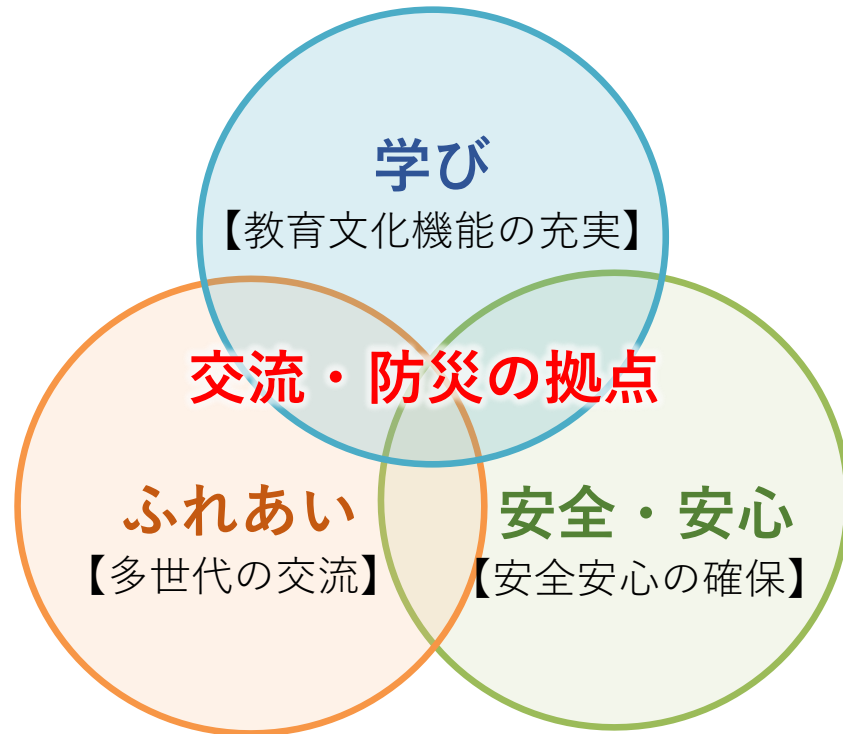 学び
【教育文化機能の充実】
交流・防災の拠点
ふれあい
【多世代の交流】
安全・安心
【安全安心の確保】